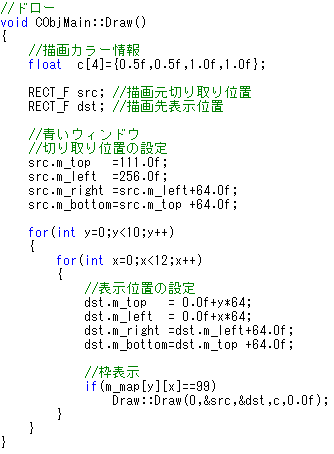 //ドロー
void CObjMain::Draw()
{
//描画カラー情報
float c[4]={0.5f,0.5f,1.0f,1.0f};
RECT_F src; //描画元切り取り位置
RECT_F dst; //描画先表示位置
//青いウィンドウ
//切り取り位置の設定
src.m_top =111.0f;
src.m_left =256.0f;
src.m_right =src.m_left+64.0f;
src.m_bottom=src.m_top +64.0f;
for(int y=0;y<10;y++)
{
for(int x=0;x<12;x++)
{
//表示位置の設定
dst.m_top = 0.0f+y*64;
dst.m_left = 0.0f+x*64;
dst.m_right =dst.m_left+64.0f;
dst.m_bottom=dst.m_top +64.0f;
//枠表示
if(m_map[y][x]==99)
Draw::Draw(0,&src,&dst,c,0.0f);
}
}
}